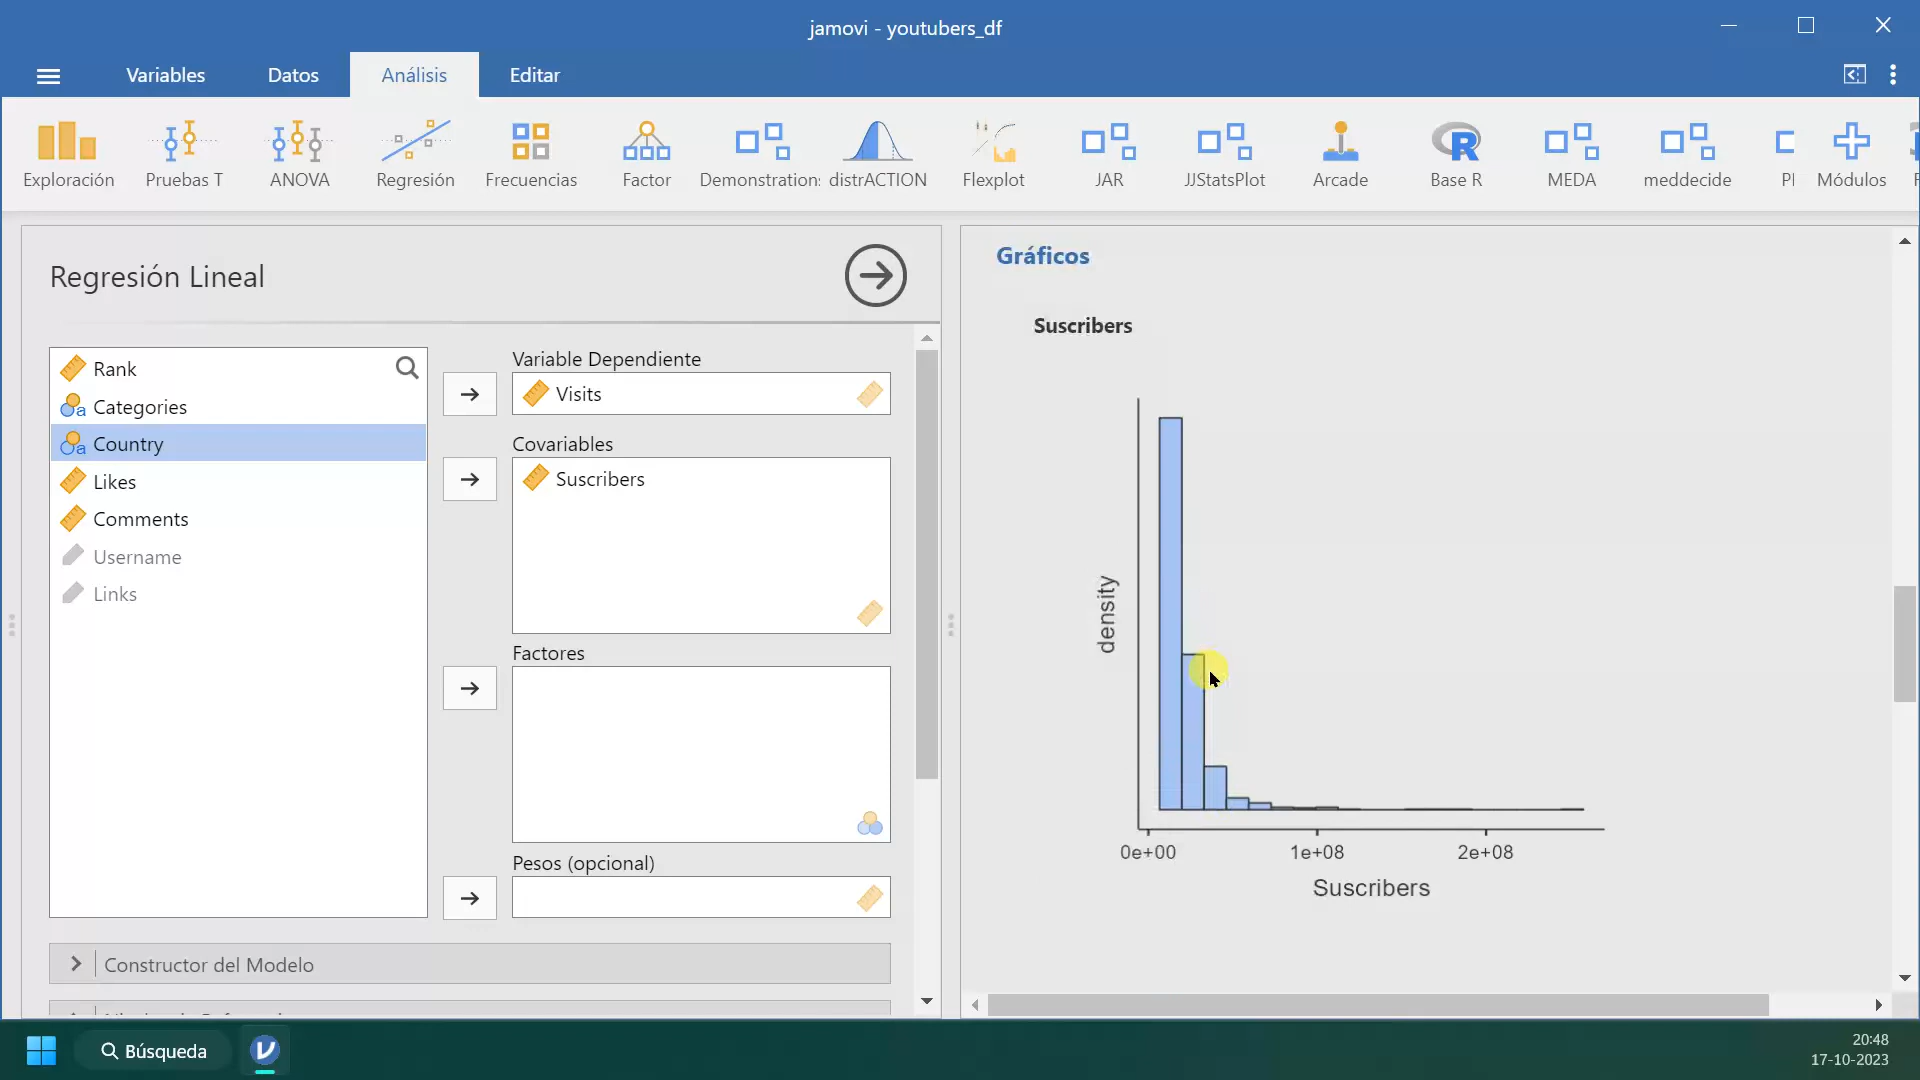 jamovi - youtubers_df
Variables
Datos
Análisis
Editar
Exploración
Pruebas T
ANOVA
Regresión
Frecuencias
Factor
Demonstration
distrACTION
Flexplot
JAR
JJStatsPlot
Arcade
Base R
MEDA
meddecide
Módulos
Regresión Lineal
Rank
Categories
Country
Likes
Comments
Username
Links
Variable Dependiente
Visits
Covariables
Suscribers
Factores
Pesos (opcional)
Constructor del Modelo
Gráficos
Suscribers
density
0e+00
1e+08
2e+08
Suscribers
Búsqueda
20:48
17-10-2023